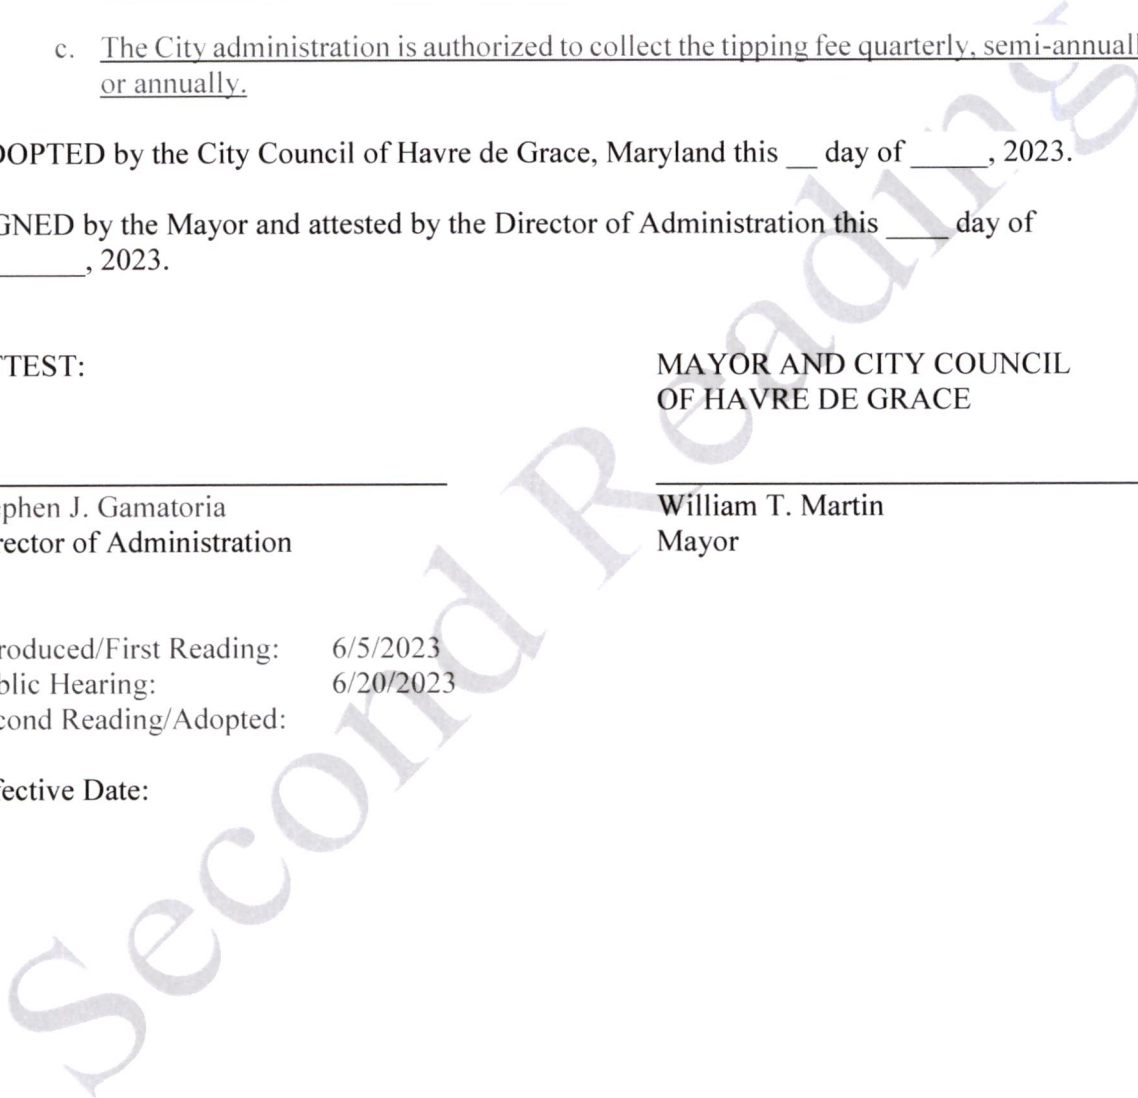 c. The City administration is authorized to collect the tipping fee quarterly, semi-annuall
or annually.
DOPTED by the City Council of Havre de Grace, Maryland this __ day of _____, 2023.
GNED by the Mayor and attested by the Director of Administration this ____ day of
______, 2023.
TTEST:
MAYOR AND CITY COUNCIL
OF HAVRE DE GRACE
phen J. Gamatoria
rector of Administration
William T. Martin
Mayor
roduced/First Reading: 6/5/2023
blic Hearing: 6/20/2023
cond Reading/Adopted:
fective Date:
Second Reading